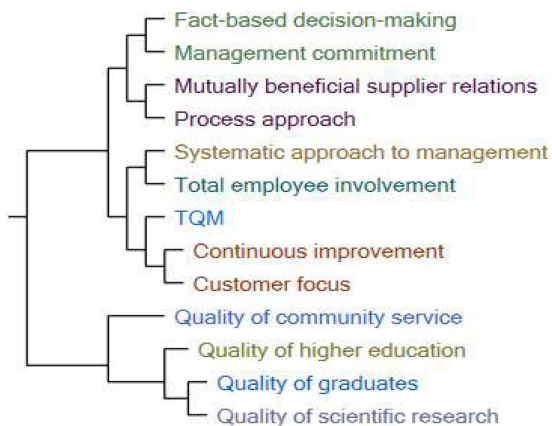 Fact-based decision-making
Management commitment
Mutually beneficial supplier relations
Process approach
Systematic approach to management
Total employee involvement
TQM
Continuous improvement
Customer focus
Quality of community service
Quality of higher education
Quality of graduates
Quality of scientific research